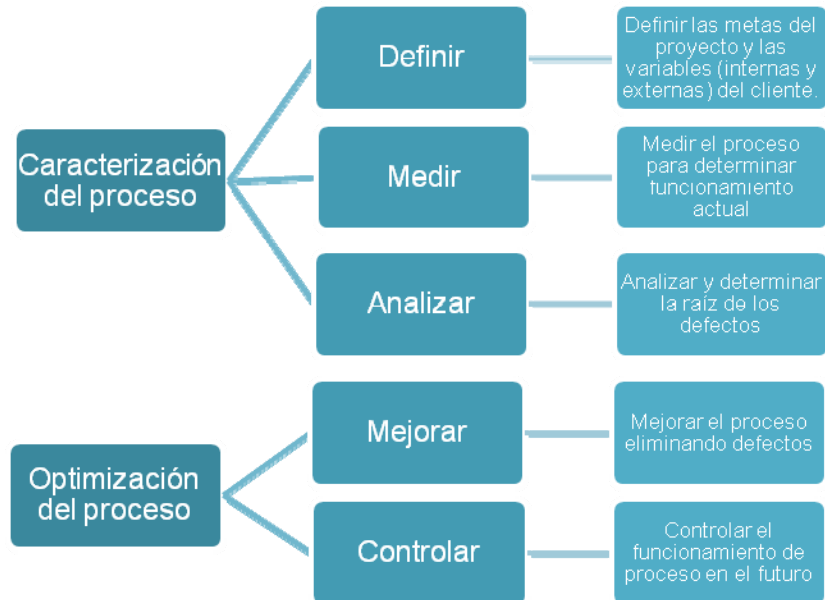 Caracterización
del proceso
Definir
Definir las metas del
proyecto y las
variables (internas y
externas) del cliente.
Medir
Medir el proceso
para determinar
funcionamiento
actual
Analizar
Analizar y determinar
la raíz de los
defectos
Optimización
del proceso
Mejorar
Mejorar el proceso
eliminando defectos
Controlar
Controlar el
funcionamiento de
proceso en el futuro